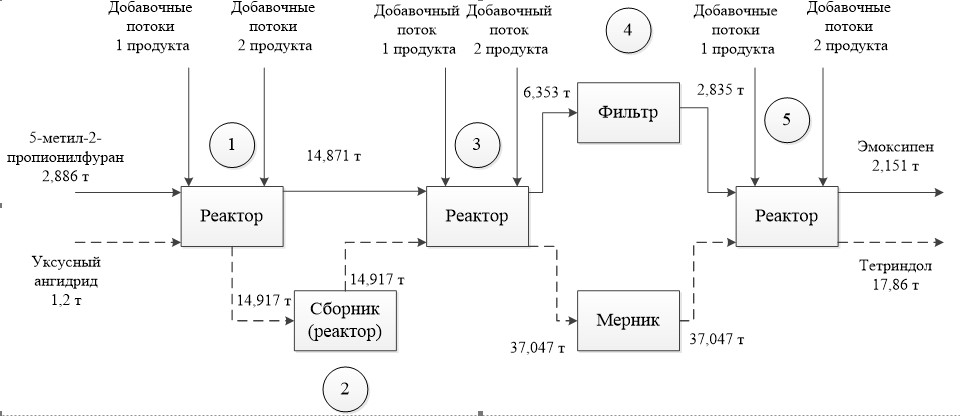 Добавочные
потоки
1 продукта
Добавочные
потоки
2 продукта
Добавочный
поток
1 продукта
Добавочный
поток
2 продукта
4
Добавочные
потоки
1 продукта
Добавочные
потоки
2 продукта
6,353 т
2,835 т
Фильтр
5
1
3
5-метил-2-
пропионилфуран
2,886 т
14,871 т
Эмоксипен
2,151 т
Реактор
Реактор
Реактор
Уксусный
ангидрид
1,2 т
14,917 т
14,917 т
Сборник
(реактор)
Мерник
Тетриндол
17,86 т
37,047 т
37,047 т
2